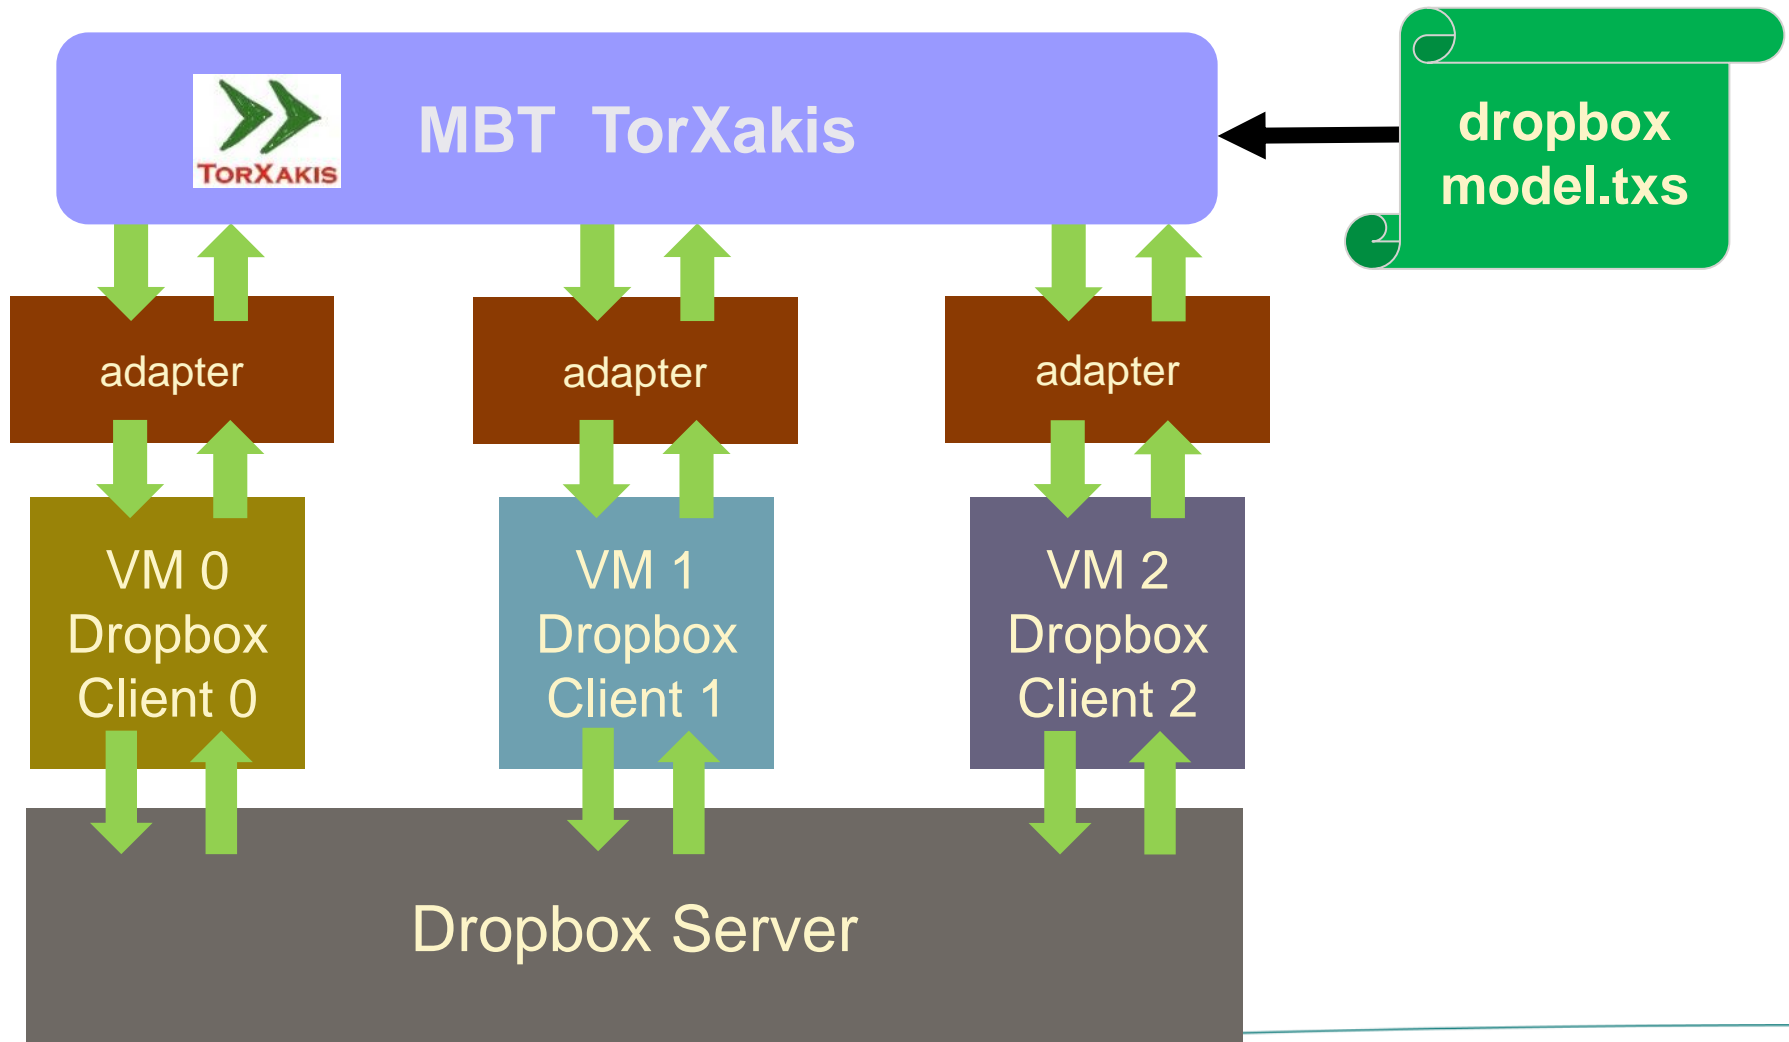 MBT TorXakis
TORXAKIS
dropbox
model.txs
adapter
adapter
adapter
VM 0
Dropbox
Client 0
VM 1
Dropbox
Client 1
VM 2
Dropbox
Client 2
Dropbox Server